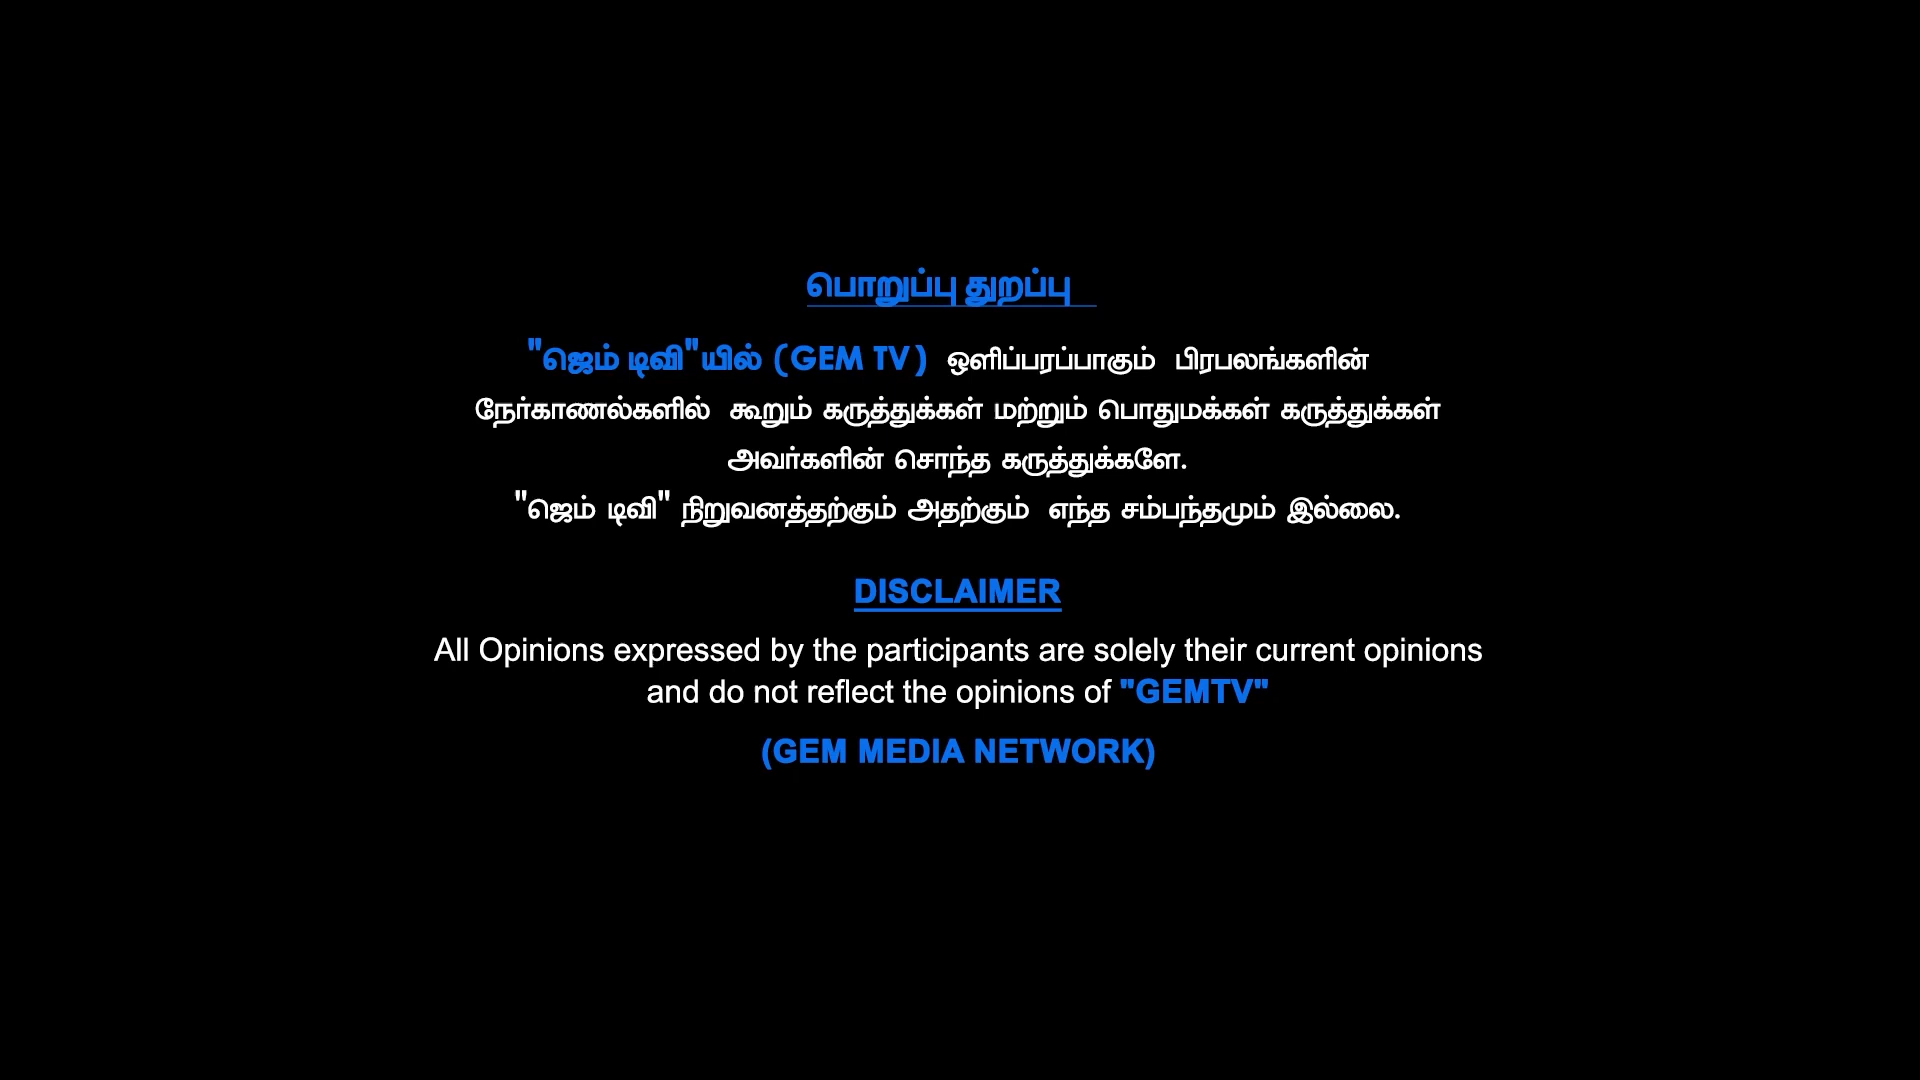 பொறுப்பு துறப்பு
"ஜெம் டிவி"யில் (GEM TV) ஒளிப்பரப்பாகும் பிரபலங்களின்
நேர்காணல்களில் கூறும் கருத்துக்கள் மற்றும் பொதுமக்கள் கருத்துக்கள்
அவர்களின் சொந்த கருத்துக்களே.
"ஜெம் டிவி" நிறுவனத்தற்கும் அதற்கும் எந்த சம்பந்தமும் இல்லை.
DISCLAIMER
All Opinions expressed by the participants are solely their current opinions
and do not reflect the opinions of "GEMTV"
(GEM MEDIA NETWORK)